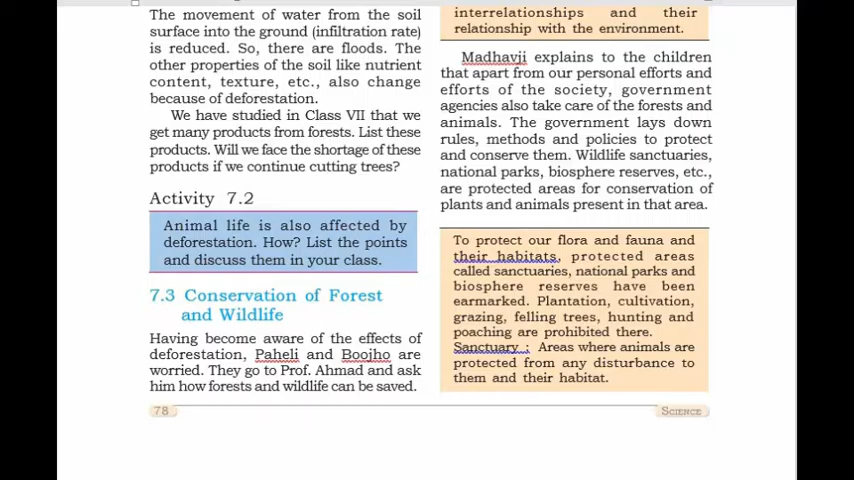 The movement of water from the soil
surface into the ground (infiltration rate)
is reduced. So, there are floods. The
other properties of the soil like nutrient
content, texture, etc., also change
because of deforestation.
We have studied in Class VII that we
get many products from forests. List these
products. Will we face the shortage of these
products if we continue cutting trees?
Activity 7.2
Animal life is also affected by
deforestation. How? List the points
and discuss them in your class.
7.3 Conservation of Forest
and Wildlife
Having become aware of the effects of
deforestation, Paheli and Boojho are
worried. They go to Prof. Ahmad and ask
him how forests and wildlife can be saved.
interrelationships and their
relationship with the environment.
Madhavji explains to the children
that apart from our personal efforts and
efforts of the society, government
agencies also take care of the forests and
animals. The government lays down
rules, methods and policies to protect
and conserve them. Wildlife sanctuaries,
national parks, biosphere reserves, etc.,
are protected areas for conservation of
plants and animals present in that area.
To protect our flora and fauna and
their habitats, protected areas
called sanctuaries, national parks and
biosphere reserves have been
earmarked. Plantation, cultivation,
grazing, felling trees, hunting and
poaching are prohibited there.
Sanctuary : Areas where animals are
protected from any disturbance to
them and their habitat.
78
SCIENCE